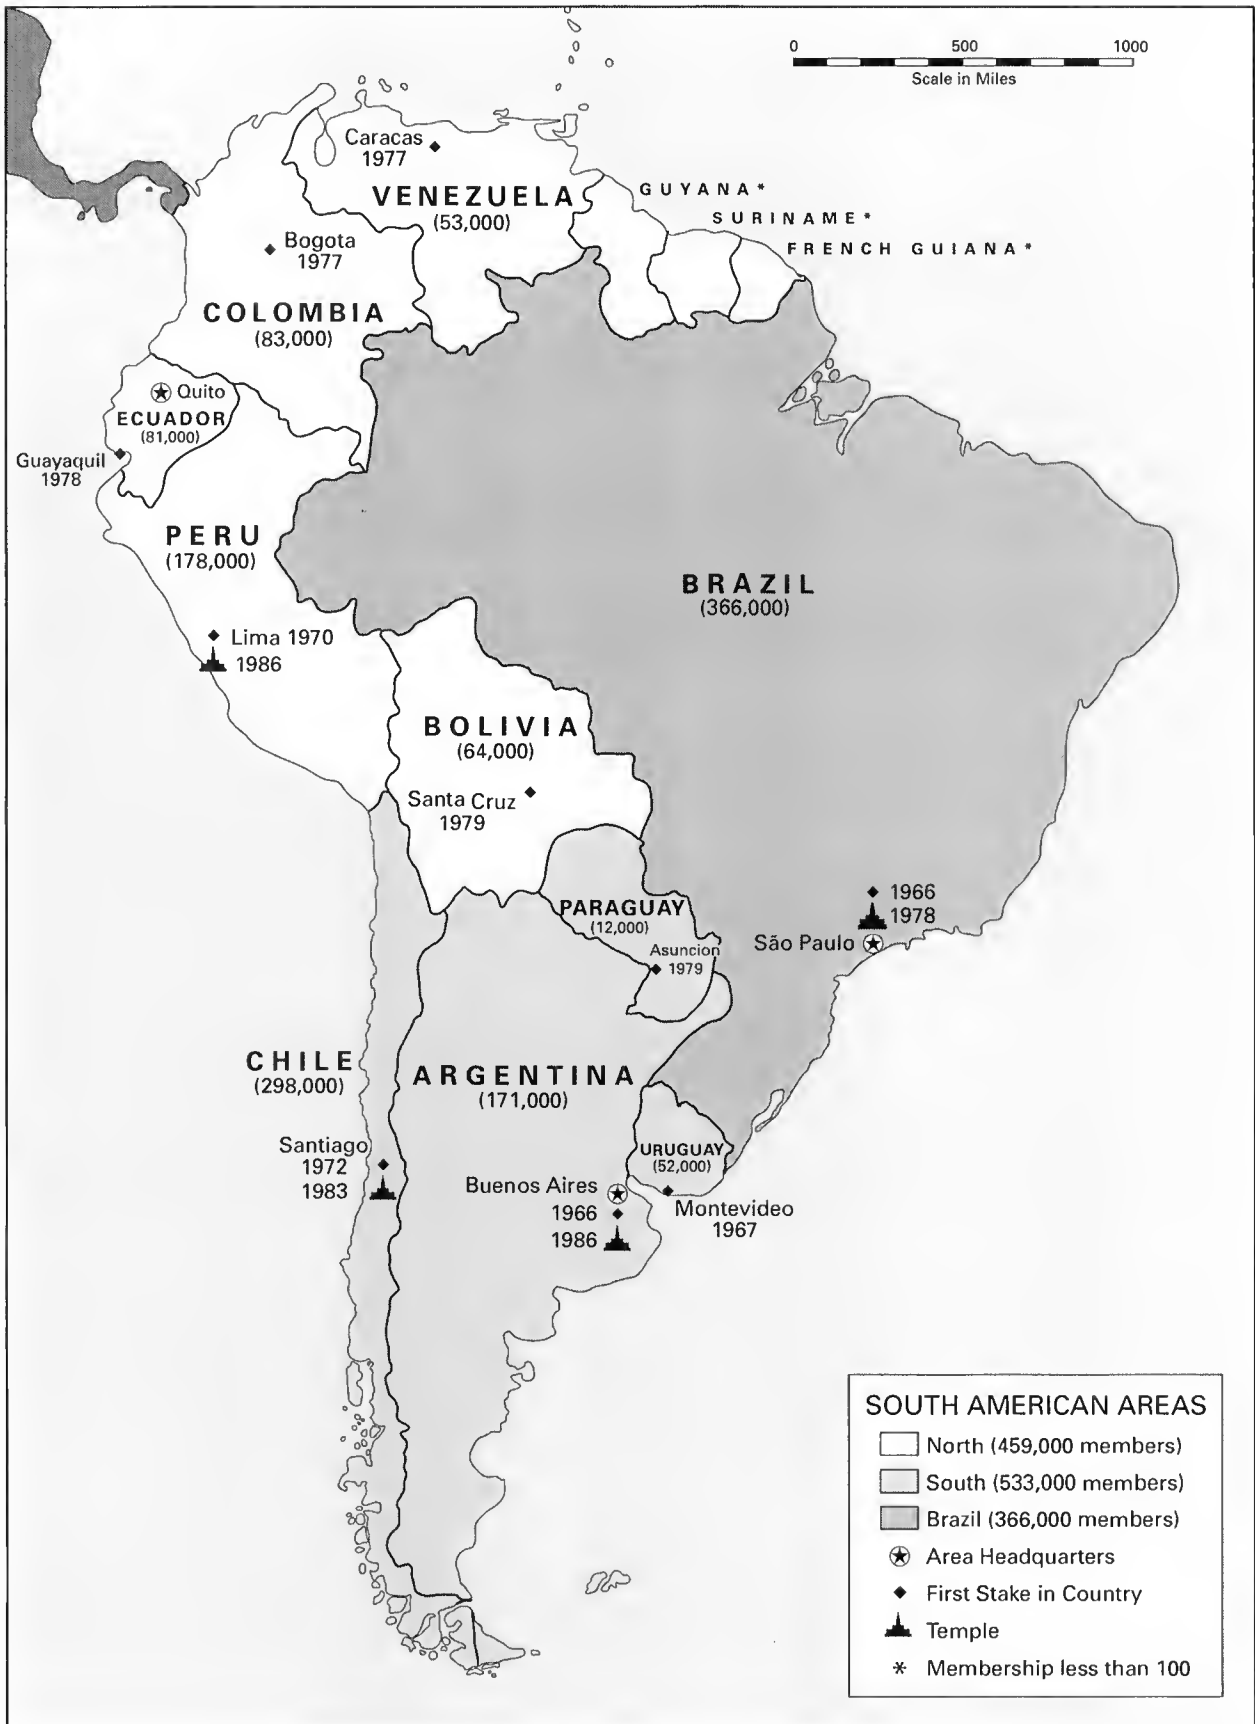 0 500 1000
Scale in Miles
Caracas
1977
VENEZUELA
(53,000)
GUYANA*
SURINAME*
FRENCH GUIANA*
Bogota
1977
COLOMBIA
(83,000)
Quito
ECUADOR
(81,000)
Guayaquil
1978
PERU
(178,000)
BRAZIL
(366,000)
Lima 1970
1986
BOLIVIA
(64,000)
Santa Cruz
1979
1966
1978
São Paulo
PARAGUAY
(12,000)
Asuncion
1979
CHILE
(298,000)
ARGENTINA
(171,000)
Santiago
1972
1983
URUGUAY
(52,000)
Buenos Aires
1966
1986
Montevideo
1967
SOUTH AMERICAN AREAS
North (459,000 members)
South (533,000 members)
Brazil (366,000 members)
Area Headquarters
First Stake in Country
Temple
* Membership less than 100